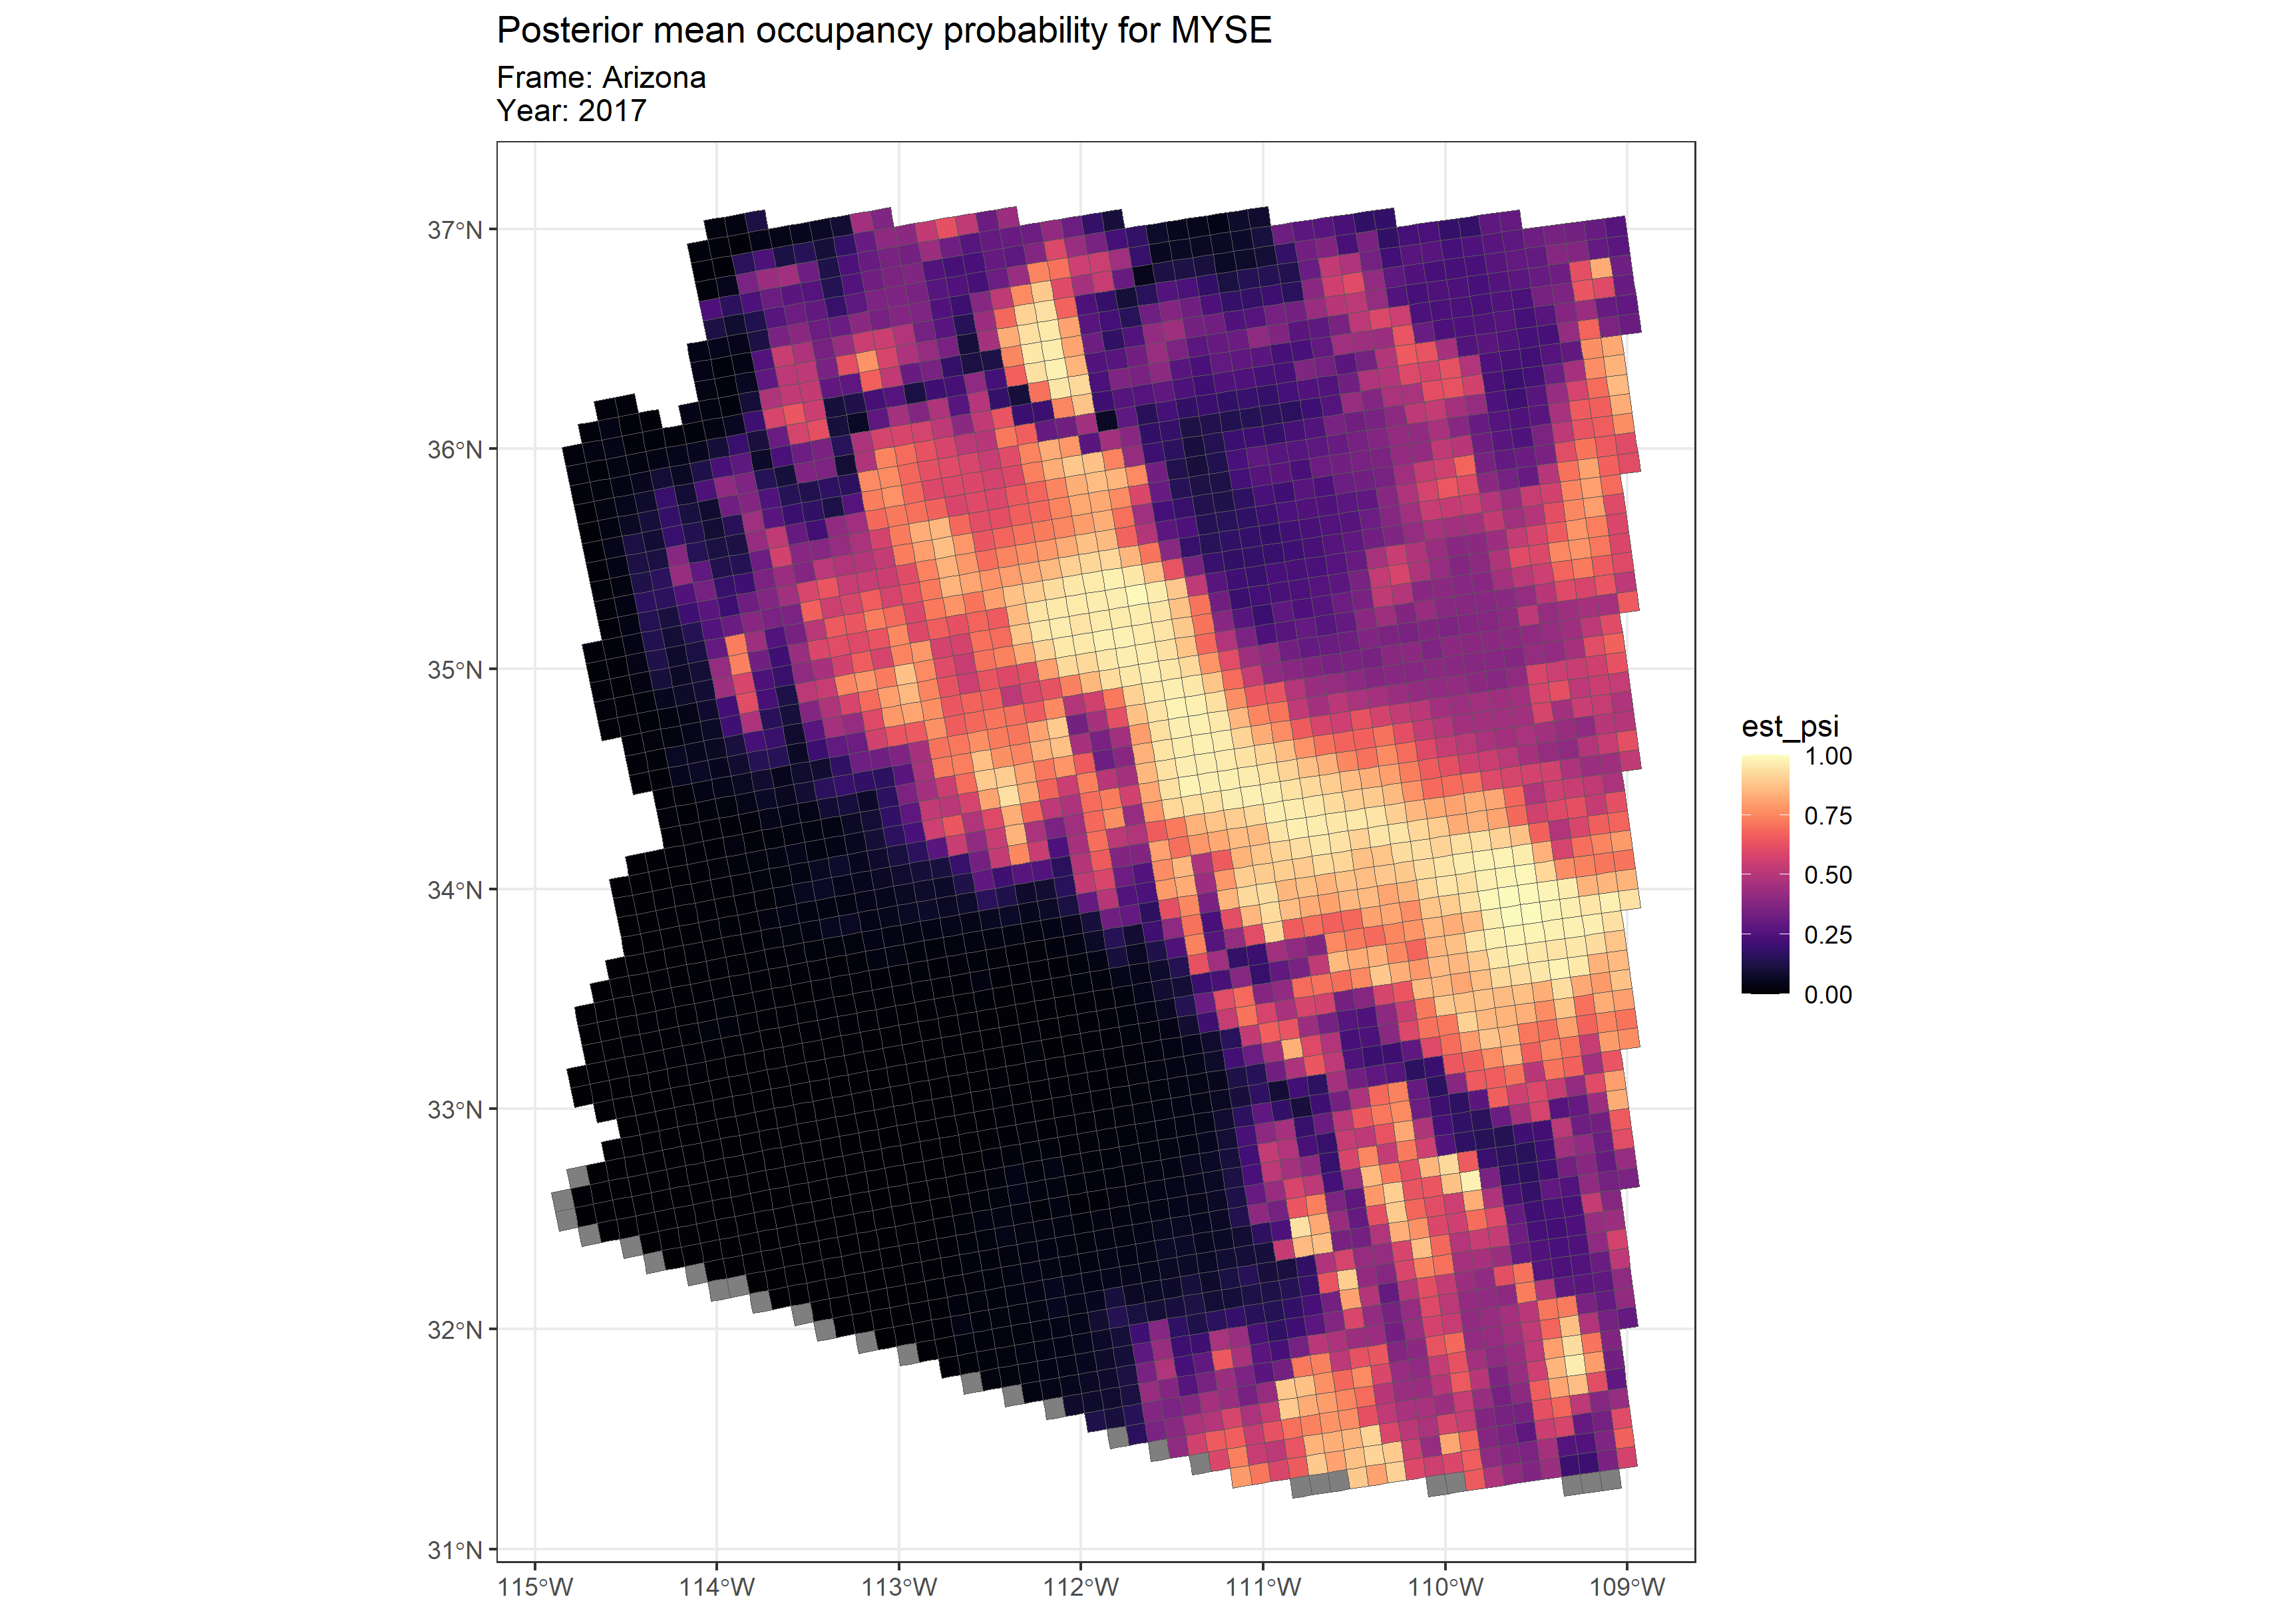 Posterior mean occupancy probability for MYSE
Frame: Arizona
Year: 2017
37°N
36°N
35°N
34°N
33°N
32°N
31°N
115°W
114°W
113°W
112°W
111°W
110°W
109°W
est_psi
1.00
0.75
0.50
0.25
0.00